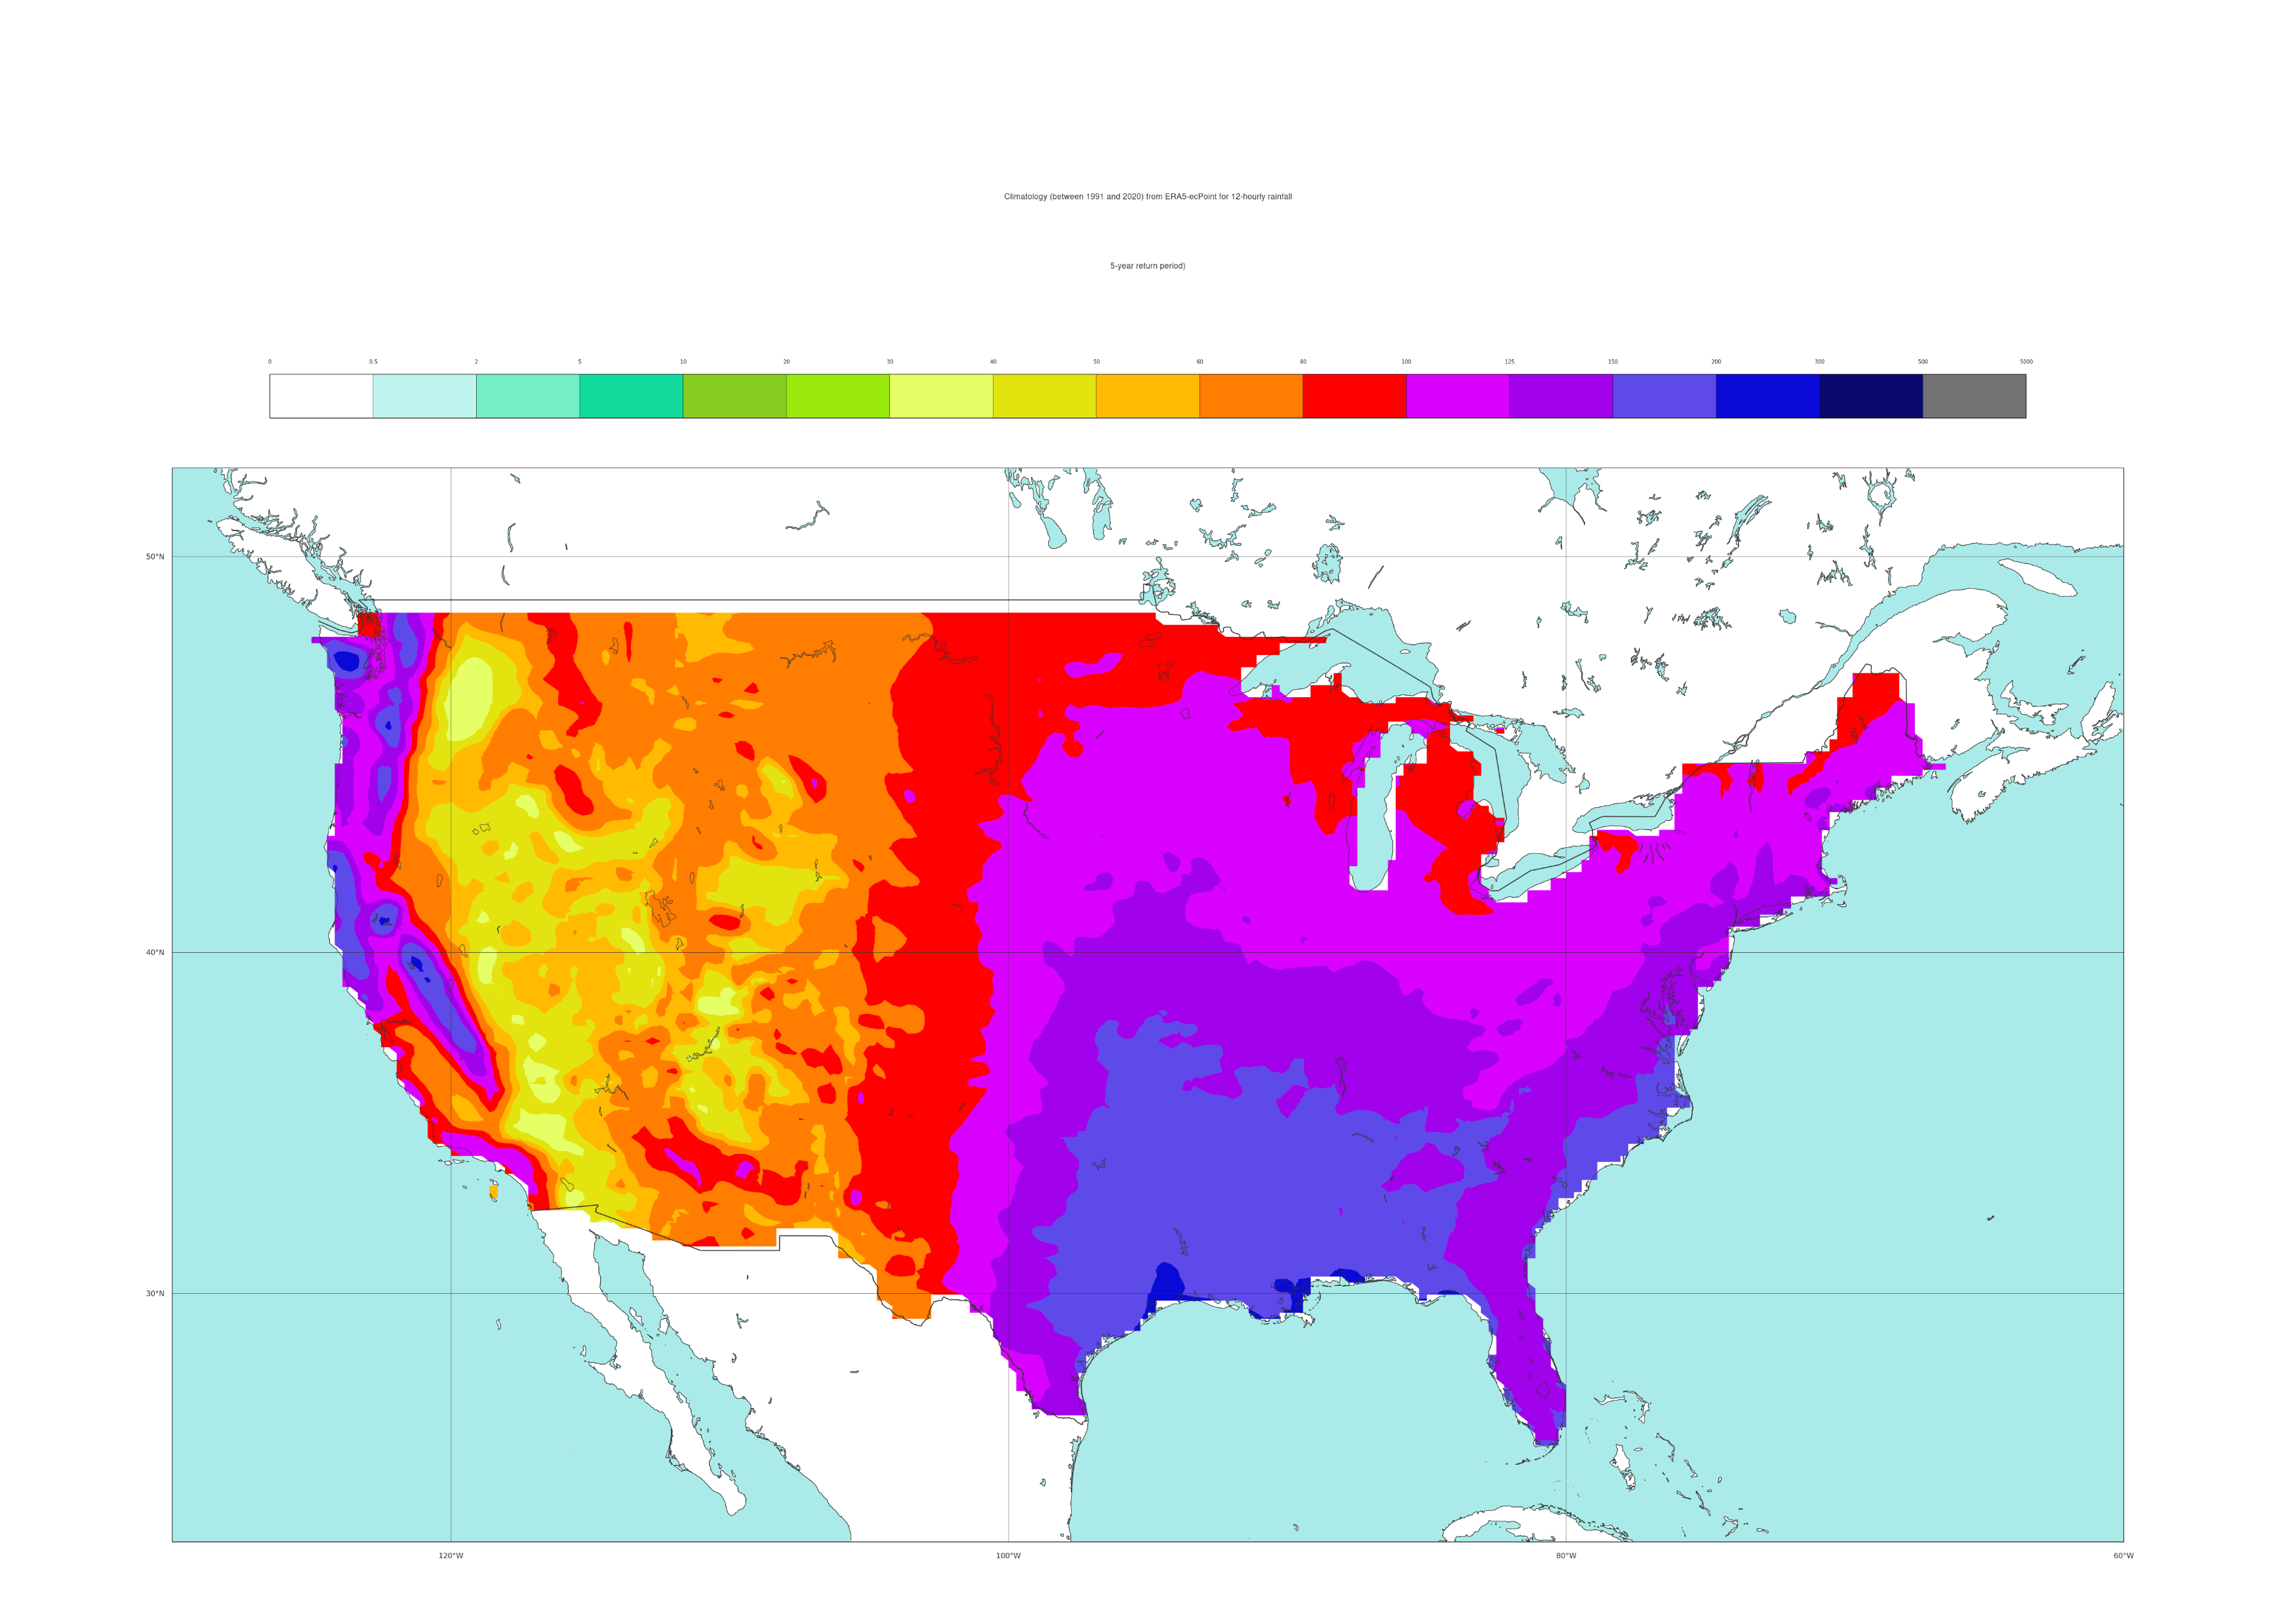 Climatology (between 1991 and 2020) from ERA5-ecPoint for 12-hourly rainfall
5-year return period)
0 0.5 2 5 10 20 30 40 50 60 80 100 125 150 200 300 500 5000
50°N
40°N
30°N
120°W 100°W 80°W 60°W